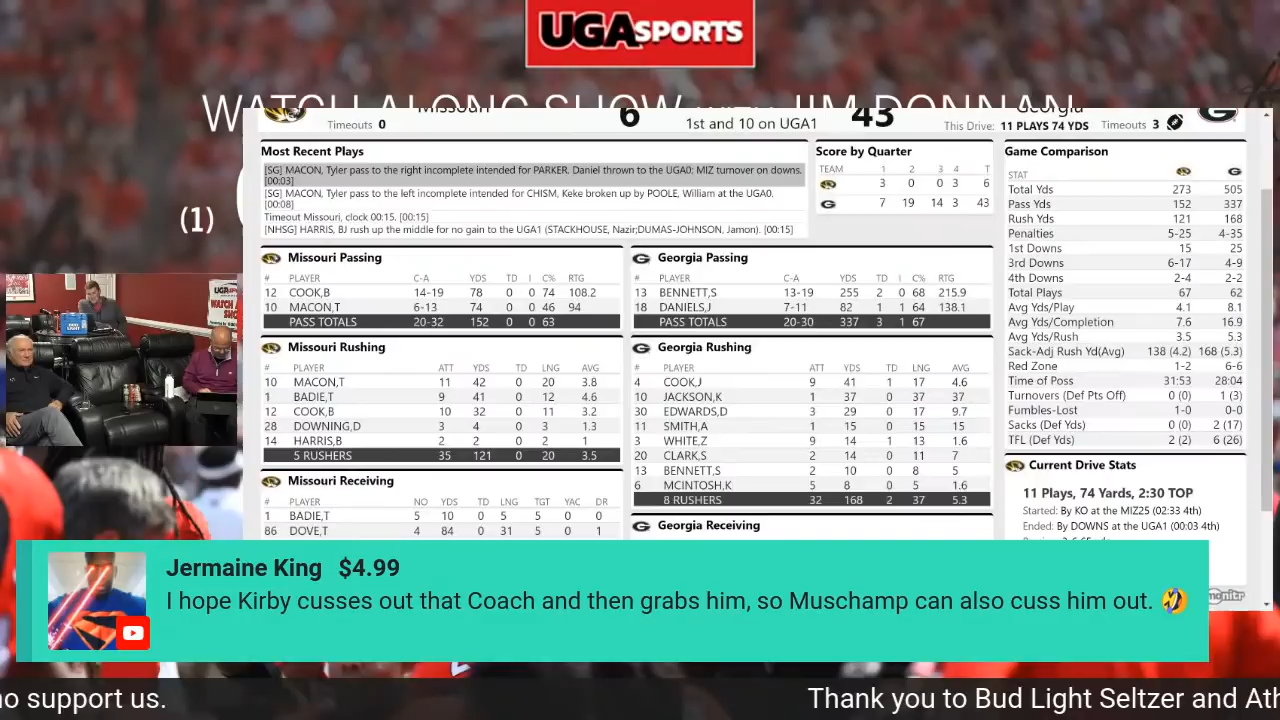 UGASPORTS
WATCH ALONG SHOW WITH JIM DONNAN
Missouri 6 43 Georgia
Timeouts 0 1st and 10 on UGA1 This Drive: 11 PLAYS 74 YDS Timeouts 3
(1)
Most Recent Plays
[SG] MACON, Tyler pass to the right incomplete intended for PARKER. Daniel thrown to the UGA0: MIZ turnover on downs.
[00:03]
[SG] MACON, Tyler pass to the left incomplete intended for CHISM, Keke broken up by POOLE, William at the UGA0.
[00:08]
Timeout Missouri, clock 00:15. [00:15]
[NHSG] HARRIS, BJ rush up the middle for no gain to the UGA1 (STACKHOUSE, Nazir;DUMAS-JOHNSON, Jamon). [00:15]
Score by Quarter
TEAM 1 2 3 4 T
3 0 0 3 6
G 7 19 14 3 43
Game Comparison
STAT G
Total Yds 273 505
Pass Yds 152 337
Rush Yds 121 168
Penalties 5-25 4-35
1st Downs 15 25
3rd Downs 6-17 4-9
4th Downs 2-4 2-2
Total Plays 67 62
Avg Yds/Play 4.1 8.1
Avg Yds/Completion 7.6 16.9
Avg Yds/Rush 3.5 5.3
Sack-Adj Rush Yd(Avg) 138 (4.2) 168 (5.3)
Red Zone 1-2 6-6
Time of Poss 31:53 28:04
Turnovers (Def Pts Off) 0 (0) 1 (3)
Fumbles-Lost 1-0 0-0
Sacks (Def Yds) 0 (0) 2 (17)
TFL (Def Yds) 2 (2) 6 (26)
Missouri Passing
# PLAYER C-A YDS TD I C% RTG
12 COOK,B 14-19 78 0 0 74 108.2
10 MACON,T 6-13 74 0 0 46 94
PASS TOTALS 20-32 152 0 0 63
Georgia Passing
# PLAYER C-A YDS TD I C% RTG
13 BENNETT,S 13-19 255 2 0 68 215.9
18 DANIELS,J 7-11 82 1 1 64 138.1
PASS TOTALS 20-30 337 3 1 67
Missouri Rushing
# PLAYER ATT YDS TD LNG AVG
10 MACON,T 11 42 0 20 3.8
1 BADIE,T 9 41 0 12 4.6
12 COOK,B 10 32 0 11 3.2
28 DOWNING,D 3 4 0 3 1.3
14 HARRIS,B 2 2 0 2 1
5 RUSHERS 35 121 0 20 3.5
Georgia Rushing
# PLAYER ATT YDS TD LNG AVG
4 COOK,J 9 41 1 17 4.6
10 JACKSON,K 1 37 0 37 37
30 EDWARDS,D 3 29 0 17 9.7
11 SMITH,A 1 15 0 15 15
3 WHITE,Z 9 14 1 3 1.6
20 CLARK,S 2 14 0 11 7
13 BENNETT,S 2 10 0 8 5
6 MCINTOSH,K 5 8 0 5 1.6
8 RUSHERS 32 168 2 37 5.3
Missouri Receiving
# PLAYER NO YDS TD LNG TGT YAC DR
1 BADIE,T 5 10 0 5 5 0 0
86 DOVE,T 4 84 0 31 5 0 1
Georgia Receiving
Current Drive Stats
11 Plays, 74 Yards, 2:30 TOP
Started: By KO at the MIZ25 (02:33 4th)
Ended: By DOWNS at the UGA1 (00:03 4th)
Jermaine King $4.99
I hope Kirby cusses out that Coach and then grabs him, so Muschamp can also cuss him out. 🤣
no support us. Thank you to Bud Light Seltzer and Ath